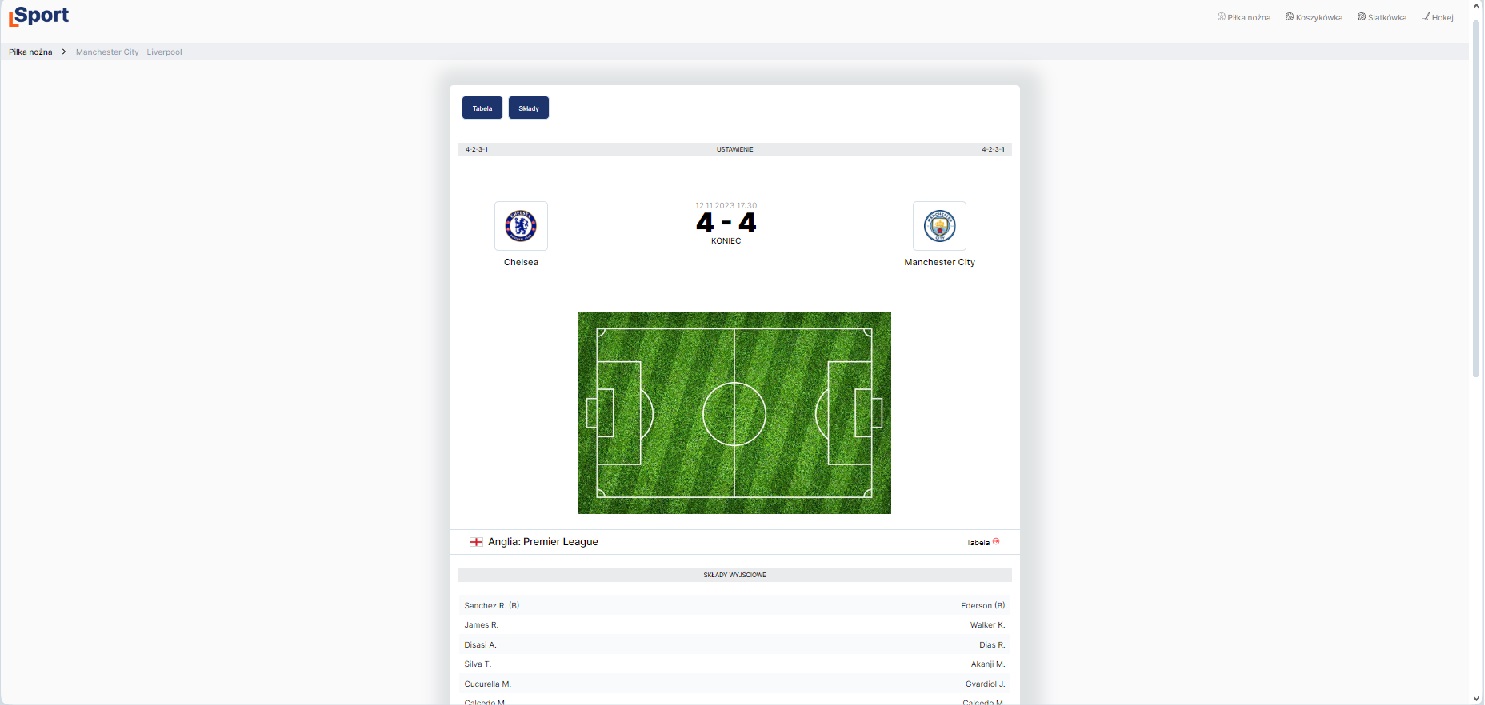 LSport
Piłka nożna Koszykówka Siatkówka Hokej
Piłka nożna > Manchester City Liverpool
Tabela Składy
4-2-3-1 USTAWIENIE 4-2-3-1
12.11.2023 17:30
4 - 4
KONIEC
Chelsea Manchester City
Anglia: Premier League Tabela
SKŁADY WYJŚCIOWE
Sanchez R. (B) Ederson (B)
James R. Walker K.
Disasi A. Dias R.
Silva T. Akanji M.
Cucurella M. Gvardiol J.
Caicedo M. Caicedo M.